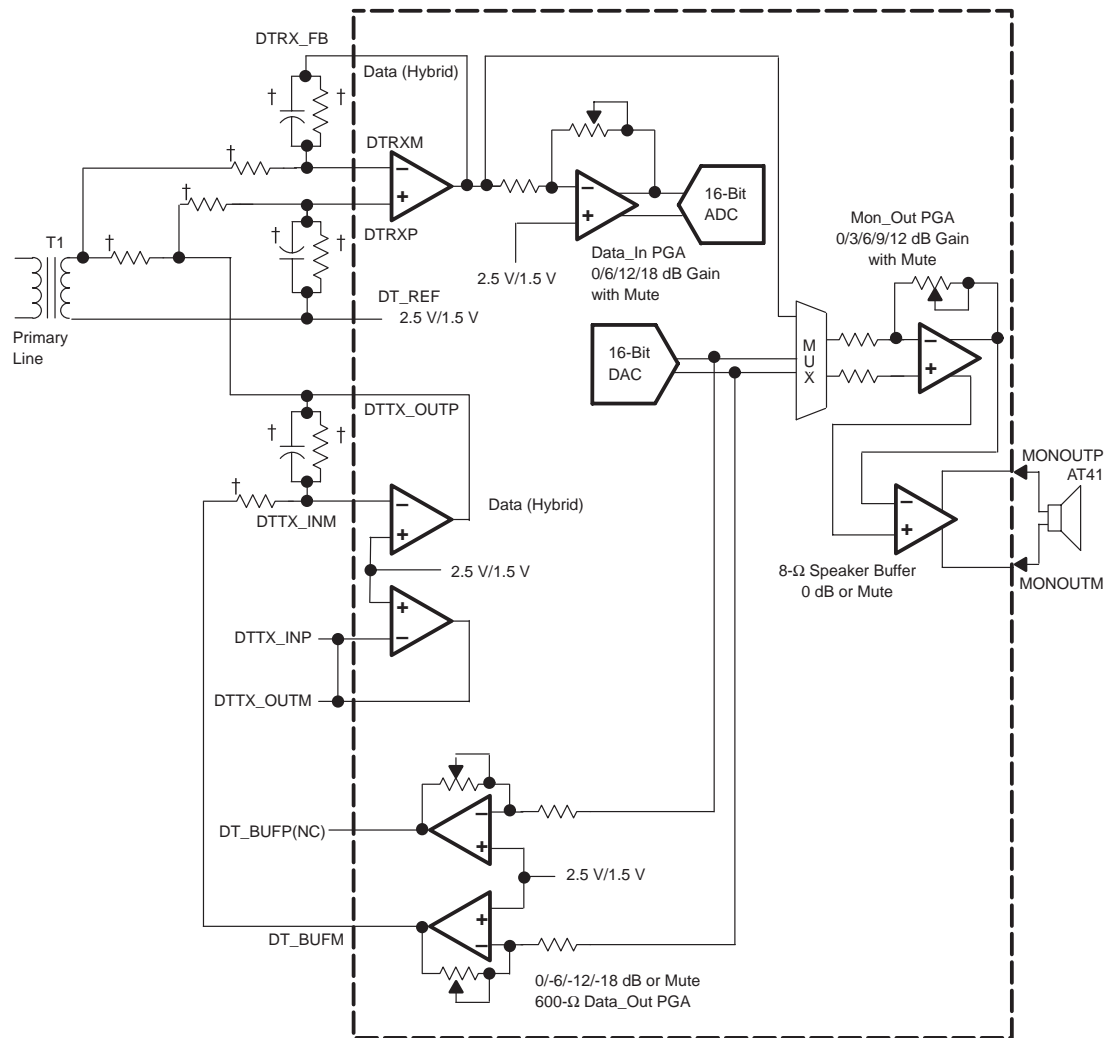 DTRX_FB
Data (Hybrid)
†
†
DTRXM
†
†
DTRXP
†
†
T1
†
DT_REF
2.5 V/1.5 V
Primary
Line
−
+
−
+
2.5 V/1.5 V
16-Bit
ADC
Data_In PGA
0/6/12/18 dB Gain
with Mute
Mon_Out PGA
0/3/6/9/12 dB Gain
with Mute
16-Bit
DAC
M
U
X
−
+
DTTX_OUTP
†
†
†
DTTX_INM
−
+
Data (Hybrid)
2.5 V/1.5 V
+
−
DTTX_INP
DTTX_OUTM
MONOUTP
AT41
−
+
MONOUTM
8-Ω Speaker Buffer
0 dB or Mute
DT_BUFP(NC)
−
+
2.5 V/1.5 V
DT_BUFM
+
−
0/-6/-12/-18 dB or Mute
600-Ω Data_Out PGA